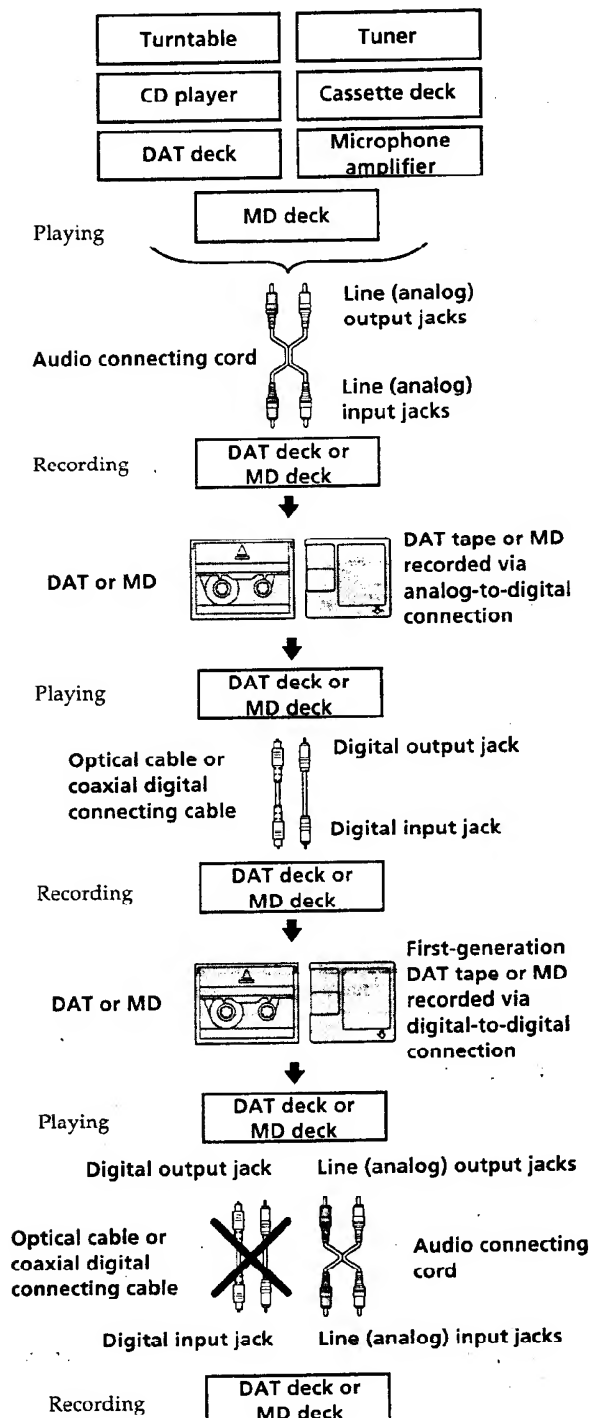 Turntable
Tuner
CD player
Cassette deck
DAT deck
Microphone
amplifier
MD deck
Playing
Line (analog)
output jacks
Audio connecting cord
Line (analog)
input jacks
Recording
DAT deck or
MD deck
DAT or MD
DAT tape or MD
recorded via
analog-to-digital
connection
Playing
DAT deck or
MD deck
Optical cable or
coaxial digital
connecting cable
Digital output jack
Digital input jack
Recording
DAT deck or
MD deck
DAT or MD
First-generation
DAT tape or MD
recorded via
digital-to-digital
connection
Playing
DAT deck or
MD deck
Digital output jack
Line (analog) output jacks
Optical cable or
coaxial digital
connecting cable
Audio connecting
cord
Digital input jack
Line (analog) input jacks
Recording
DAT deck or
MD deck